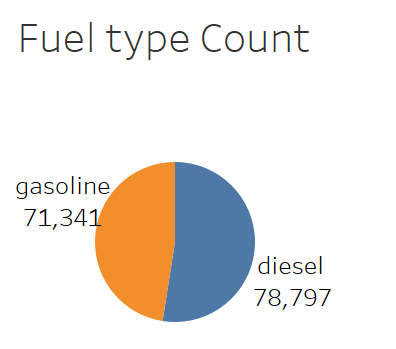 Fuel type Count
gasoline
71,341
diesel
78,797